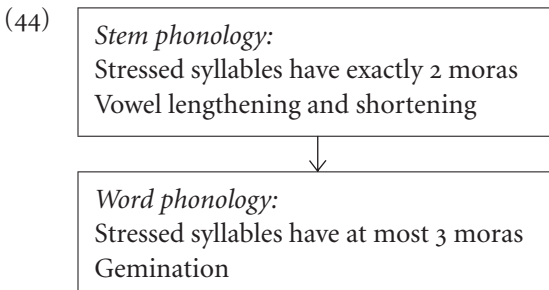 (44)
Stem phonology:
Stressed syllables have exactly 2 moras
Vowel lengthening and shortening
Word phonology:
Stressed syllables have at most 3 moras
Gemination